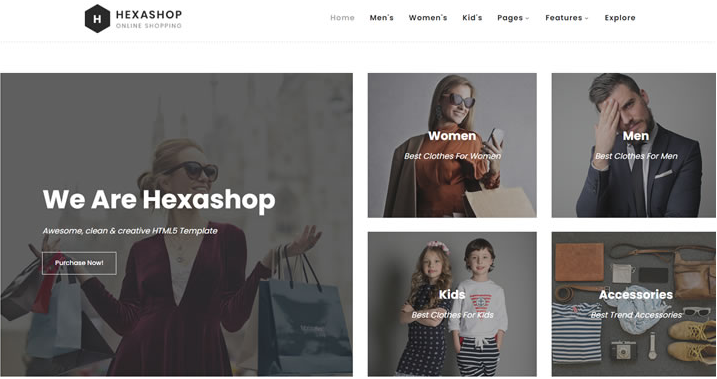 HEXASHOP
ONLINE SHOPPING
Home Men's Women's Kid's Pages Features Explore
We Are Hexashop
Awesome, clean & creative HTML5 Template
Purchase Now!
Women
Best Clothes For Women
Men
Best Clothes For Men
Kids
Best Clothes For Kids
Accessories
Best Trend Accessories